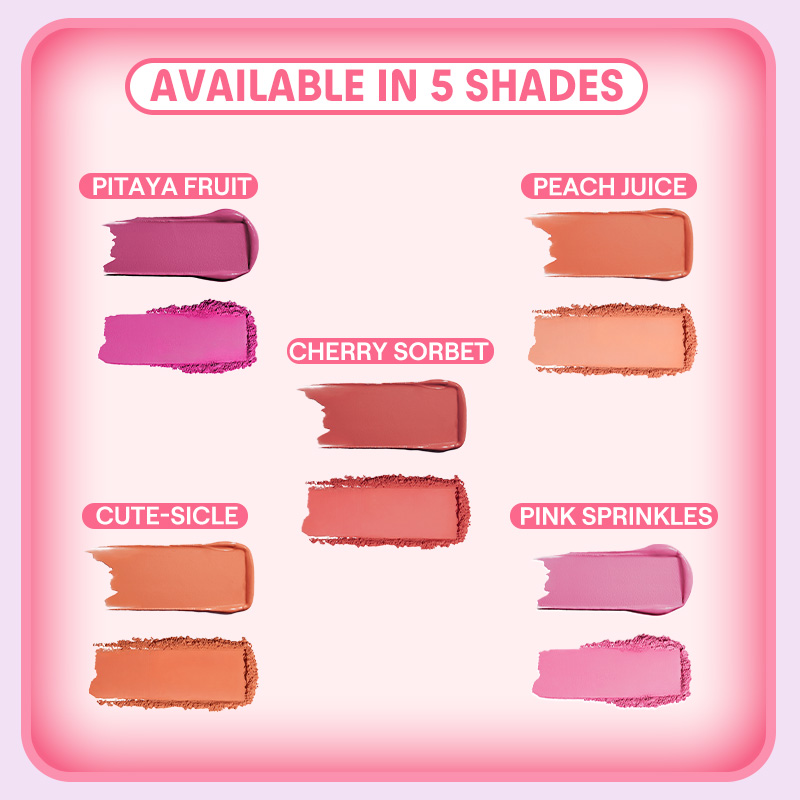 AVAILABLE IN 5 SHADES
PITAYA FRUIT
PEACH JUICE
CHERRY SORBET
CUTE-SICLE
PINK SPRINKLES